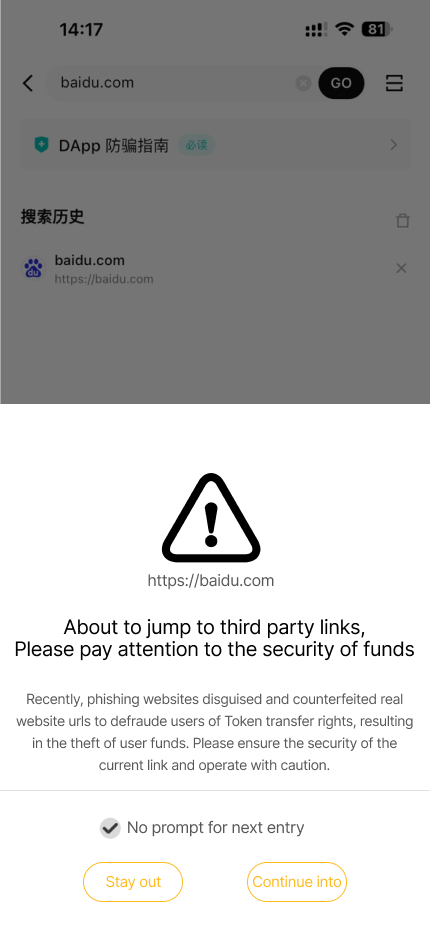 14:17
81
baidu.com
GO
DApp 防骗指南 必读
搜索历史
du
baidu.com
https://baidu.com
https://baidu.com
About to jump to third party links,
Please pay attention to the security of funds
Recently, phishing websites disguised and counterfeited real
website urls to defraude users of Token transfer rights, resulting
in the theft of user funds. Please ensure the security of the
current link and operate with caution.
No prompt for next entry
Stay out
Continue into